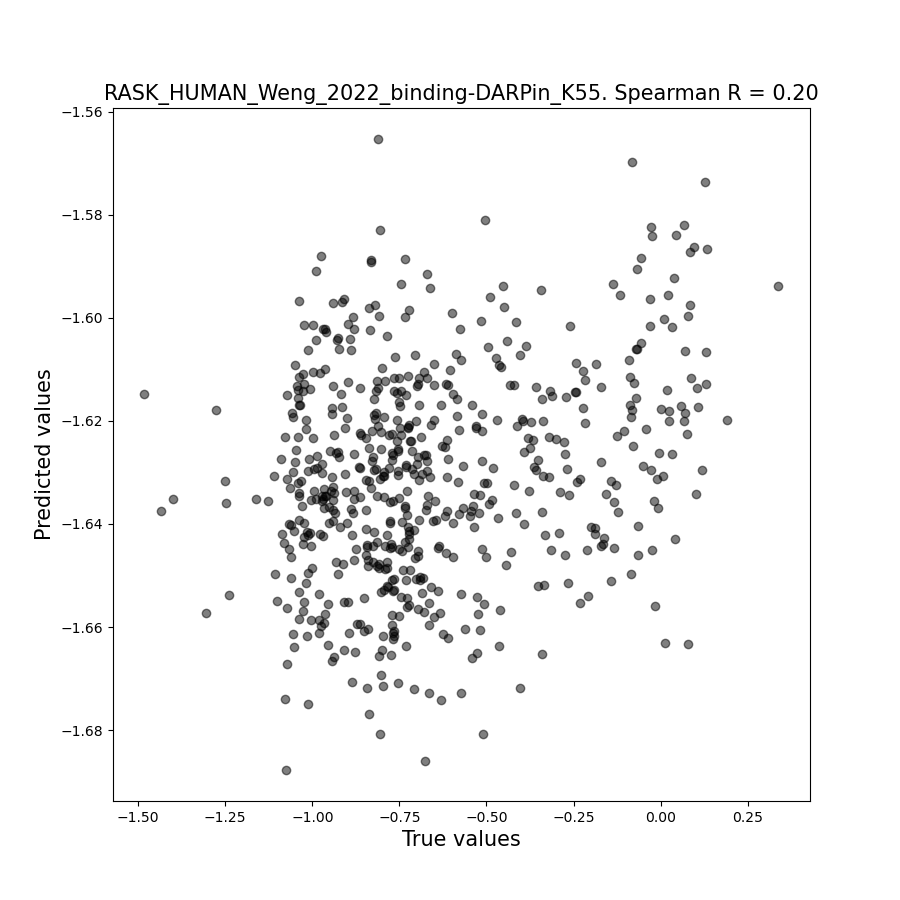 RASK_HUMAN_Weng_2022_binding-DARPin_K55. Spearman R = 0.20
−1.56
−1.58
−1.60
−1.62
−1.64
−1.66
−1.68
Predicted values
−1.50 −1.25 −1.00 −0.75 −0.50 −0.25 0.00 0.25
True values